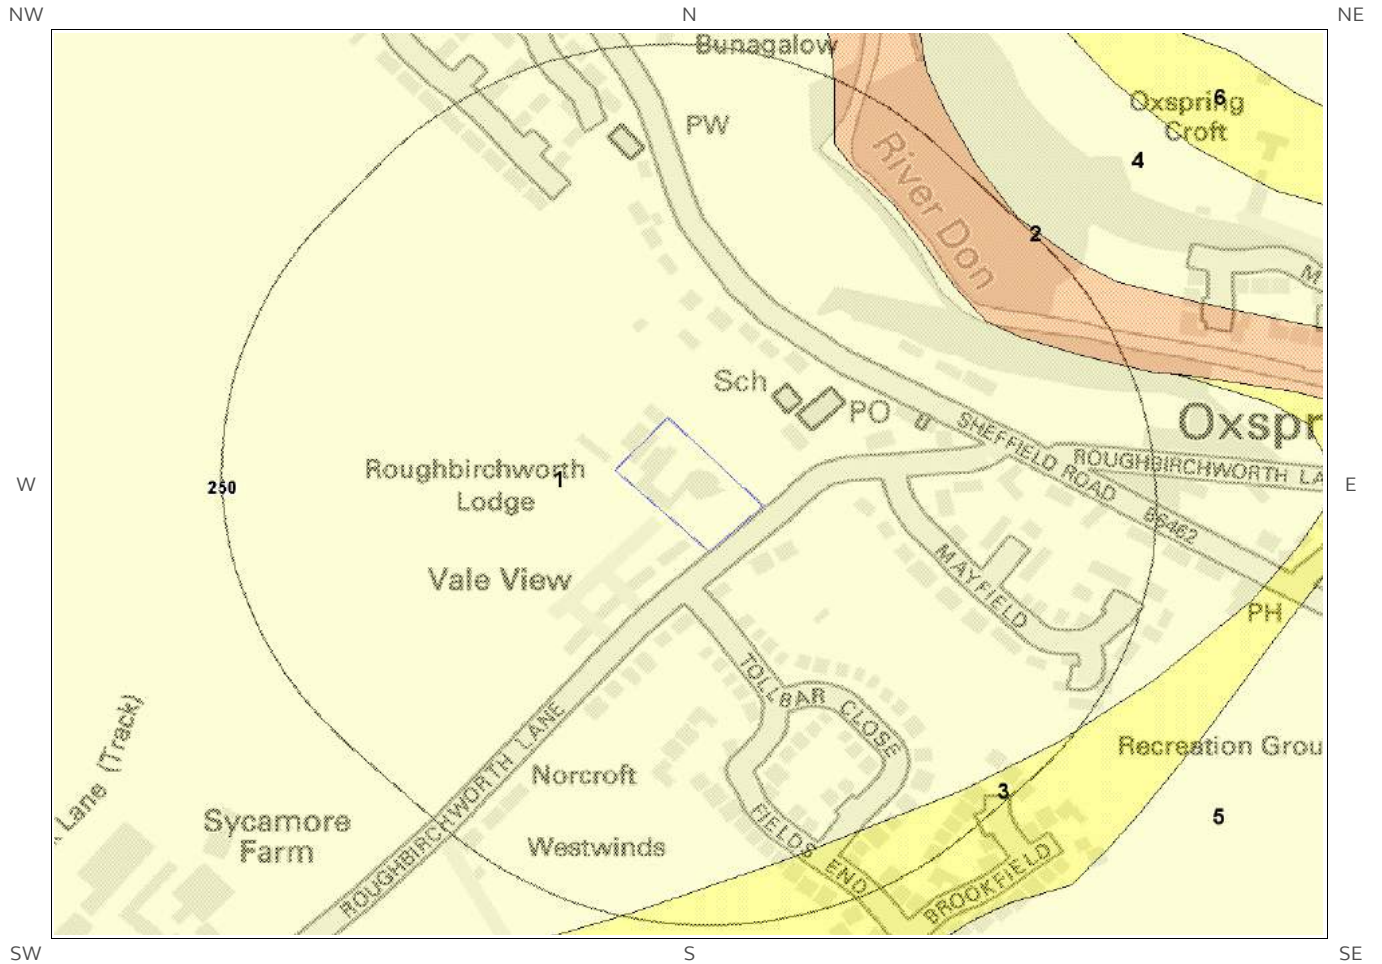 NW
N
NE
Bunagalow
6
Oxspring
Croft
PW
4
River Don
2
M
Sch
PO
Oxspr
SHEFFIELD ROAD
ROUGHBIRCHWORTH LA
Roughbirchworth
1
Lodge
W
250
E
B6462
MAYFIELD
Vale View
PH
TOLLBAR CLOSE
Lane (Track)
ROUGHBIRCHWORTH LANE
Recreation Grou
Norcroft
3
5
Sycamore
Farm
Westwinds
FIELDS END
BROOKFIELD
SW
S
SE